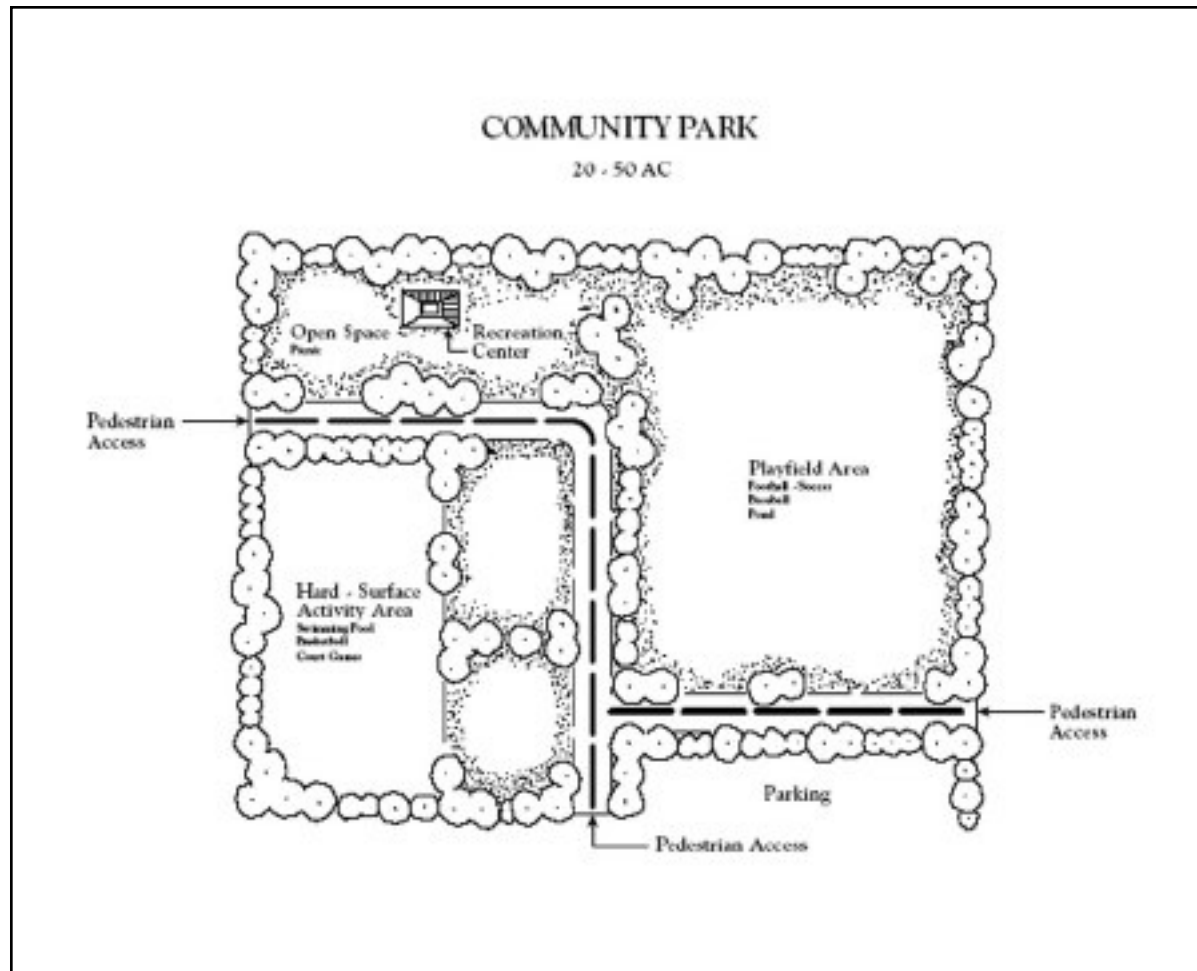 COMMUNITY PARK
20 - 50 AC
Open Space
Picnic
Recreation
Center
Pedestrian
Access
Playfield Area
Football - Soccer
Baseball
Pond
Hard - Surface
Activity Area
Swimming Pool
Basketball
Court Games
Pedestrian
Access
Parking
Pedestrian Access